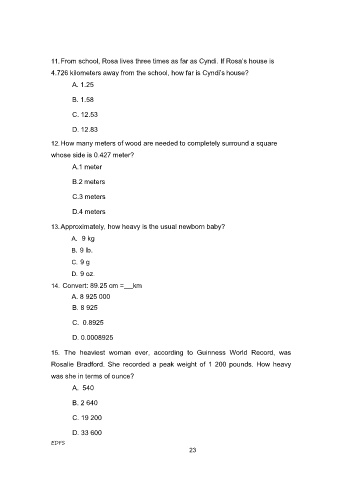 11. From school, Rosa lives three times as far as Cyndi. If Rosa's house is
4.726 kilometers away from the school, how far is Cyndi's house?
A. 1.25
B. 1.58
C. 12.53
D. 12.83
12. How many meters of wood are needed to completely surround a square
whose side is 0.427 meter?
A.1 meter
B.2 meters
C.3 meters
D.4 meters
13. Approximately, how heavy is the usual newborn baby?
A. 9 kg
B. 9 lb.
C. 9 g
D. 9 oz.
14. Convert: 89.25 cm =__km
A. 8 925 000
B. 8 925
C. 0.8925
D. 0.0008925
15. The heaviest woman ever, according to Guinness World Record, was
Rosalie Bradford. She recorded a peak weight of 1 200 pounds. How heavy
was she in terms of ounce?
A. 540
B. 2 640
C. 19 200
D. 33 600
EDFS
23